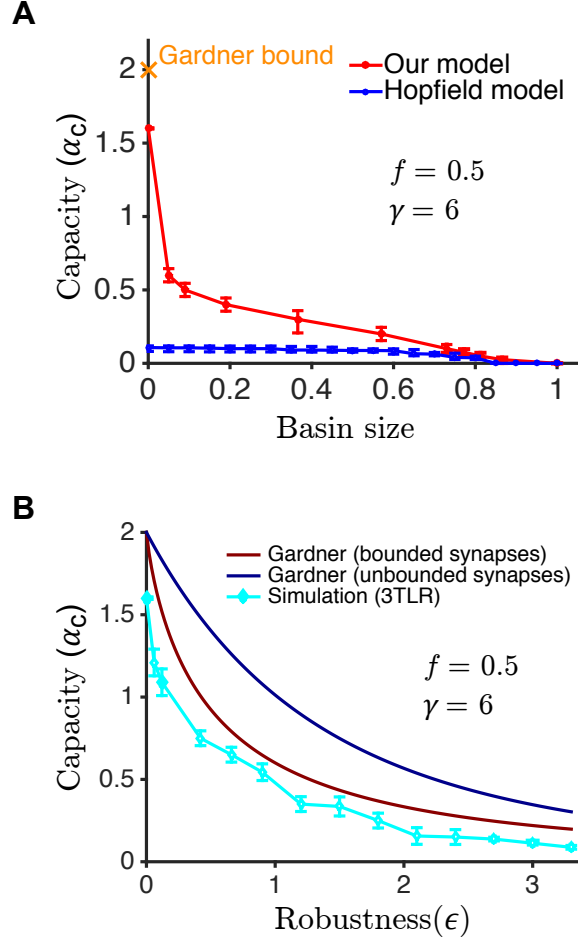 A
Gardner bound
Our model
Hopfield model
f = 0.5
γ = 6
Capacity (αc)
2
1.5
1
0.5
0
0 0.2 0.4 0.6 0.8 1
Basin size
B
Gardner (bounded synapses)
Gardner (unbounded synapses)
Simulation (3TLR)
f = 0.5
γ = 6
Capacity (αc)
2
1.5
1
0.5
0
0 1 2 3
Robustness(ϵ)